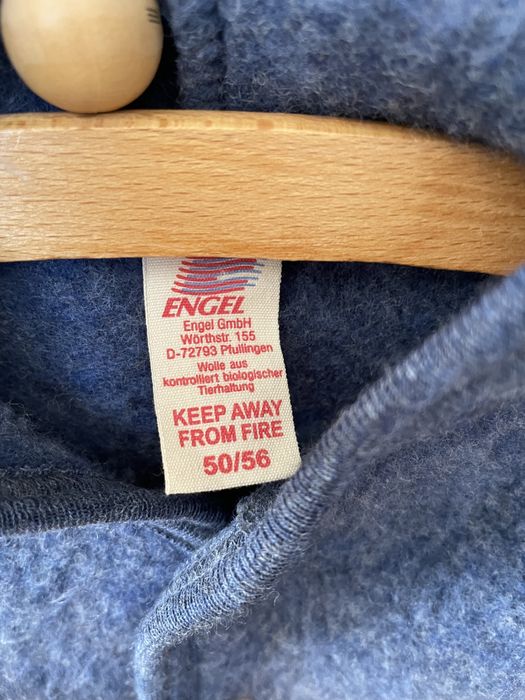 ENGEL
Engel GmbH
Wörthstr. 155
D-72793 Pfullingen
Wolle aus
kontrolliert biologischer
Tierhaltung
KEEP AWAY
FROM FIRE
50/56